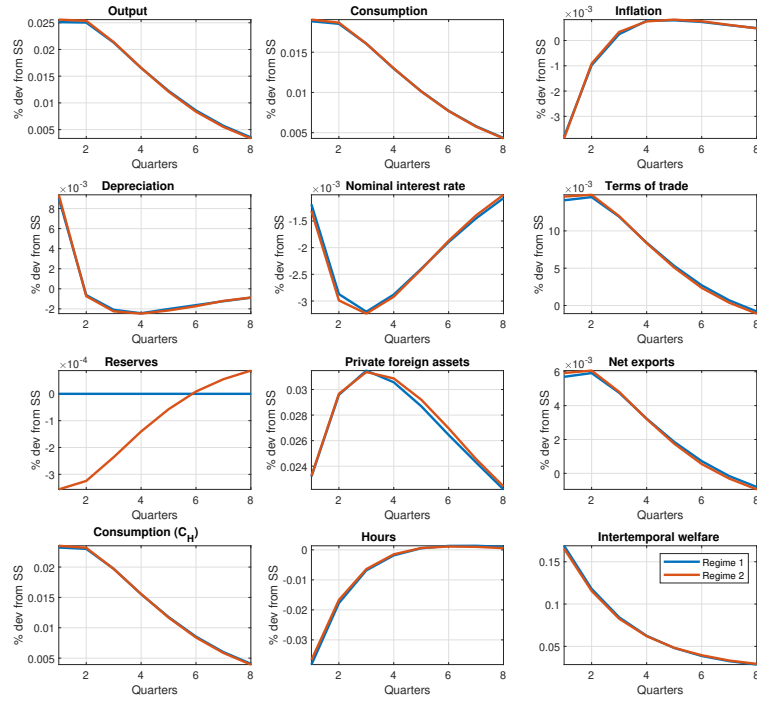 Output
% dev from SS
0.025
0.02
0.015
0.01
0.005
2 4 6 8
Quarters
Consumption
% dev from SS
0.015
0.01
0.005
2 4 6 8
Quarters
Inflation
×10⁻³
% dev from SS
0
-1
-2
-3
2 4 6 8
Quarters
Depreciation
×10⁻³
% dev from SS
8
6
4
2
0
-2
2 4 6 8
Nominal interest rate
×10⁻³
% dev from SS
-1.5
-2
-2.5
-3
2 4 6 8
Terms of trade
×10⁻³
% dev from SS
10
5
0
2 4 6 8
Reserves
×10⁻⁴
% dev from SS
0
-1
-2
-3
2 4 6 8
Private foreign assets
% dev from SS
0.03
0.028
0.026
0.024
2 4 6 8
Net exports
×10⁻³
% dev from SS
6
4
2
0
2 4 6 8
Consumption (C_H)
% dev from SS
0.02
0.015
0.01
0.005
2 4 6 8
Quarters
Hours
% dev from SS
0
-0.01
-0.02
-0.03
2 4 6 8
Quarters
Intertemporal welfare
% dev from SS
0.15
0.1
0.05
2 4 6 8
Quarters
Regime 1
Regime 2